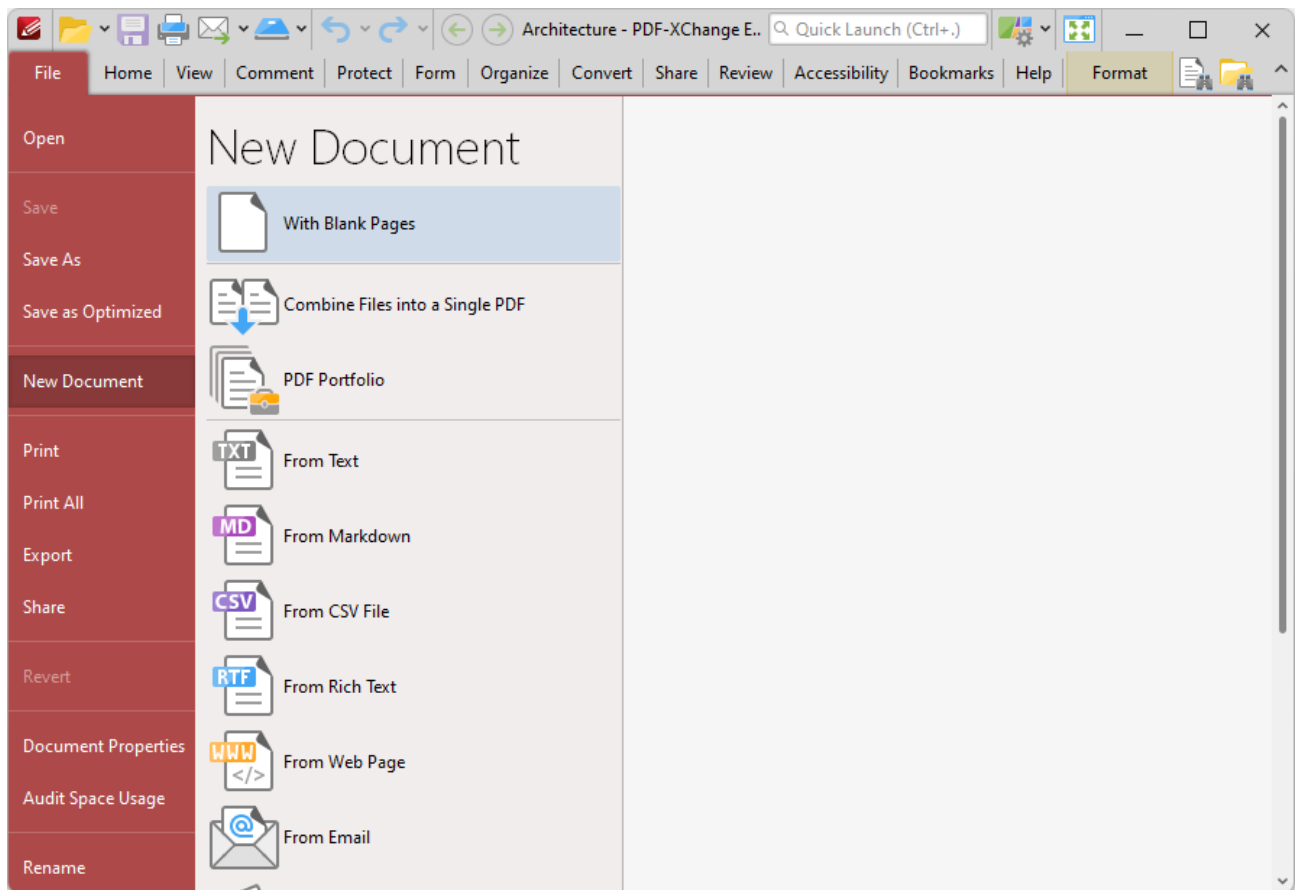 Architecture - PDF-XChange E.. Quick Launch (Ctrl+.)
File Home View Comment Protect Form Organize Convert Share Review Accessibility Bookmarks Help Format
Open
Save
Save As
Save as Optimized
New Document
Print
Print All
Export
Share
Revert
Document Properties
Audit Space Usage
Rename
New Document
With Blank Pages
Combine Files into a Single PDF
PDF Portfolio
TXT From Text
MD From Markdown
CSV From CSV File
RTF From Rich Text
WWW </> From Web Page
@ From Email